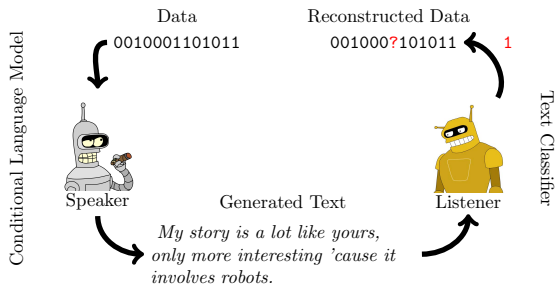 Data
Reconstructed Data
0010001101011
001000?101011
1
Conditional Language Model
Text Classifier
Speaker
Listener
Generated Text
My story is a lot like yours,
only more interesting 'cause it
involves robots.